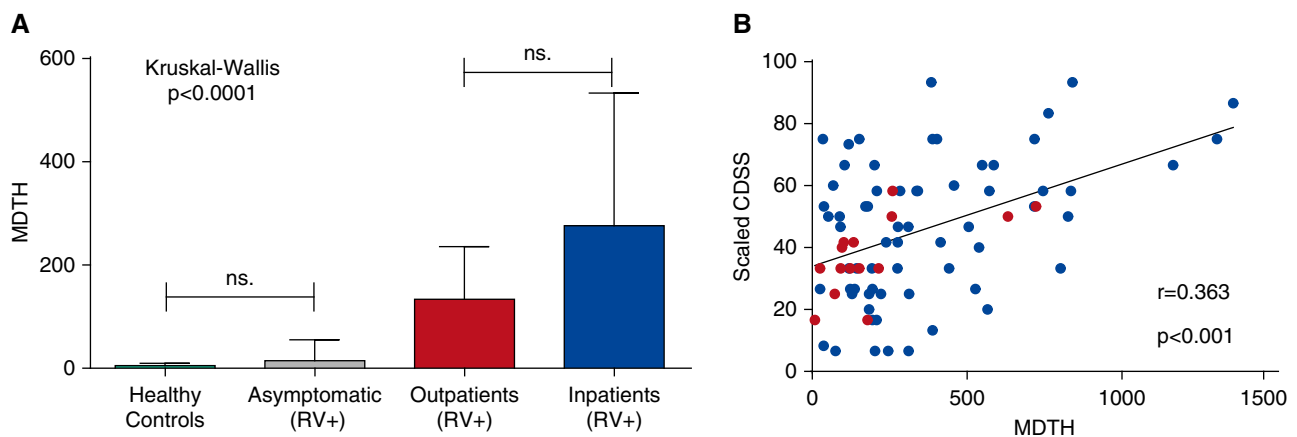 A
600
400
200
0
MDTH
Kruskal-Wallis
p<0.0001
ns.
ns.
Healthy
Controls
Asymptomatic
(RV+)
Outpatients
(RV+)
Inpatients
(RV+)
B
100
80
60
40
20
0
Scaled CDSS
r=0.363
p<0.001
0 500 1000 1500
MDTH